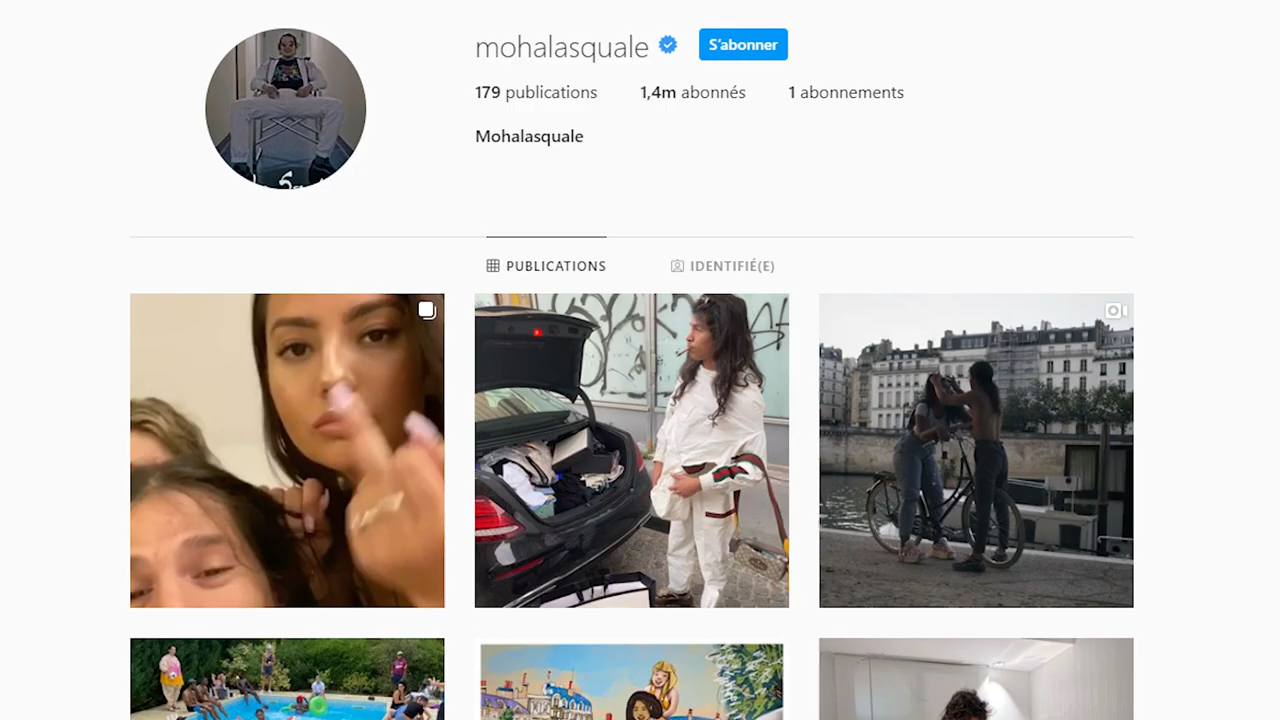 mohalasquale S'abonner
179 publications 1,4m abonnés 1 abonnements
Mohalasquale
PUBLICATIONS IDENTIFIÉ(E)